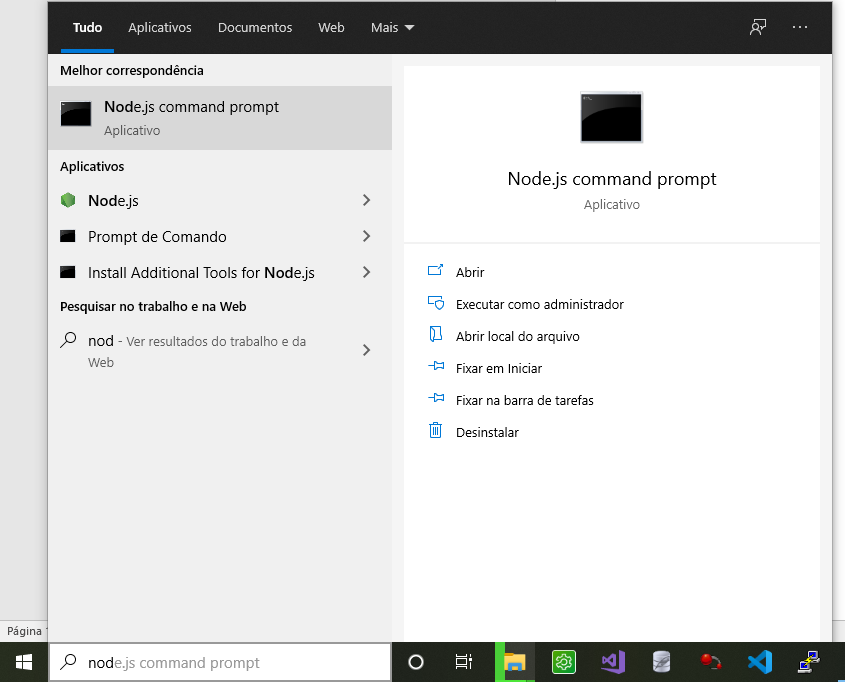 Tudo Aplicativos Documentos Web Mais
Melhor correspondência
Node.js command prompt
Aplicativo
Aplicativos
Node.js
Prompt de Comando
Install Additional Tools for Node.js
Pesquisar no trabalho e na Web
nod - Ver resultados do trabalho e da
Web
Node.js command prompt
Aplicativo
Abrir
Executar como administrador
Abrir local do arquivo
Fixar em Iniciar
Fixar na barra de tarefas
Desinstalar
Página
node.js command prompt